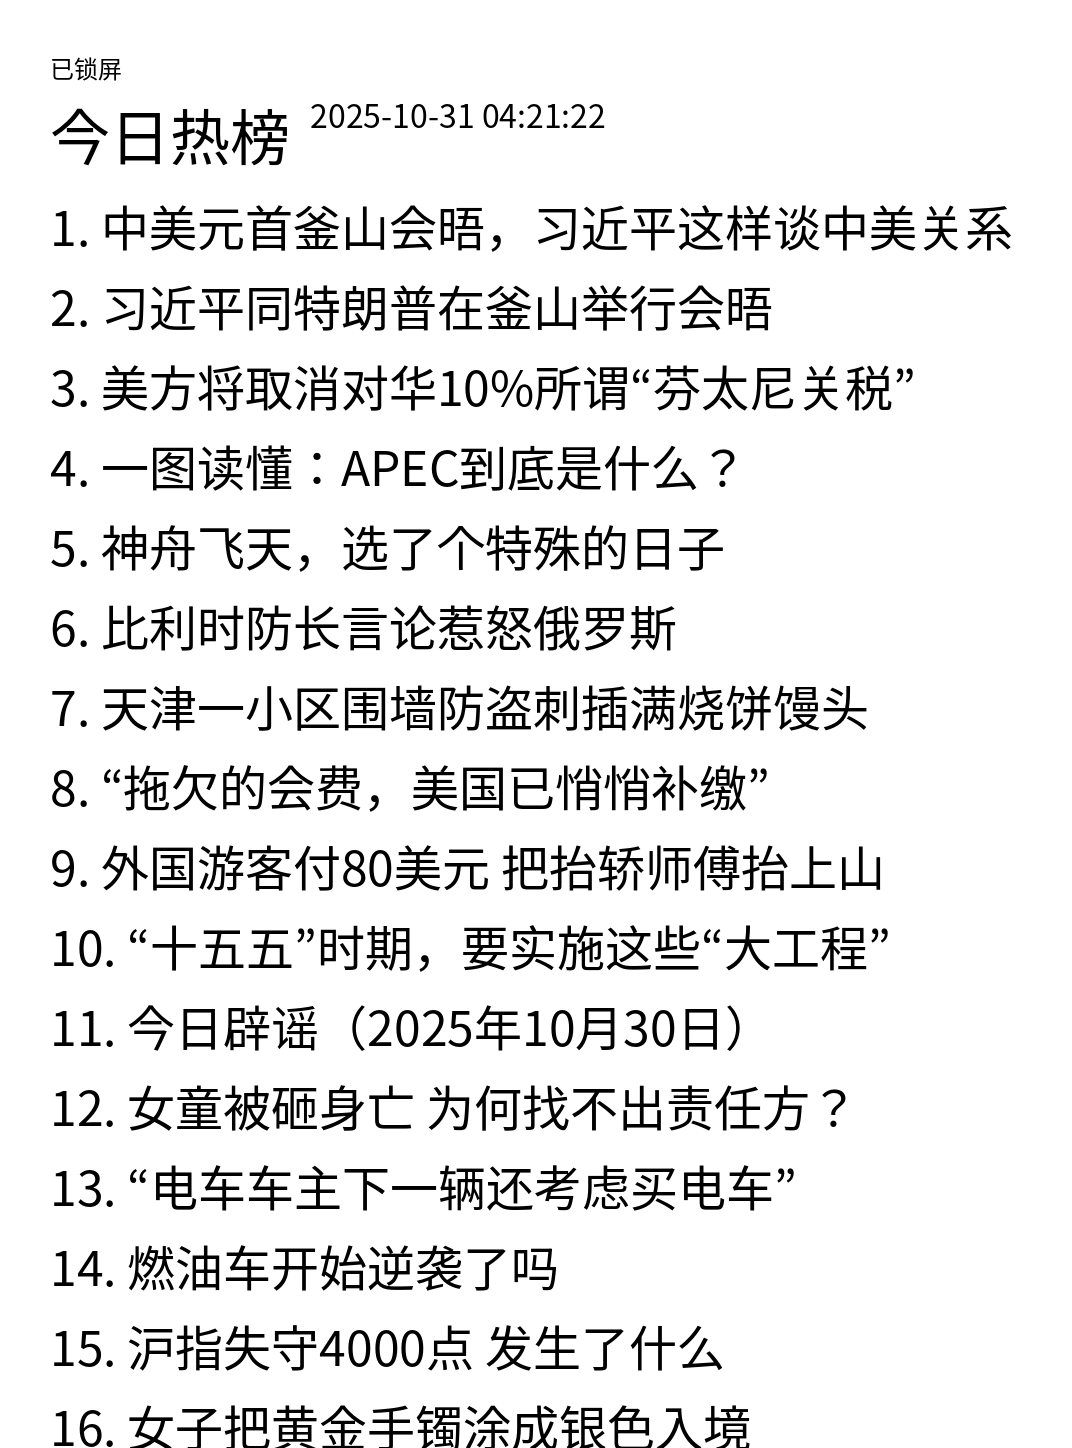 已锁屏
今日热榜 2025-10-31 04:21:22
1. 中美元首釜山会晤，习近平这样谈中美关系
2. 习近平同特朗普在釜山举行会晤
3. 美方将取消对华10%所谓“芬太尼关税”
4. 一图读懂：APEC到底是什么？
5. 神舟飞天，选了个特殊的日子
6. 比利时防长言论惹怒俄罗斯
7. 天津一小区围墙防盗刺插满烧饼馒头
8. “拖欠的会费，美国已悄悄补缴”
9. 外国游客付80美元 把抬轿师傅抬上山
10. “十五五”时期，要实施这些“大工程”
11. 今日辟谣（2025年10月30日）
12. 女童被砸身亡 为何找不出责任方？
13. “电车车主下一辆还考虑买电车”
14. 燃油车开始逆袭了吗
15. 沪指失守4000点 发生了什么
16. 女子把黄金手镯涂成银色入境